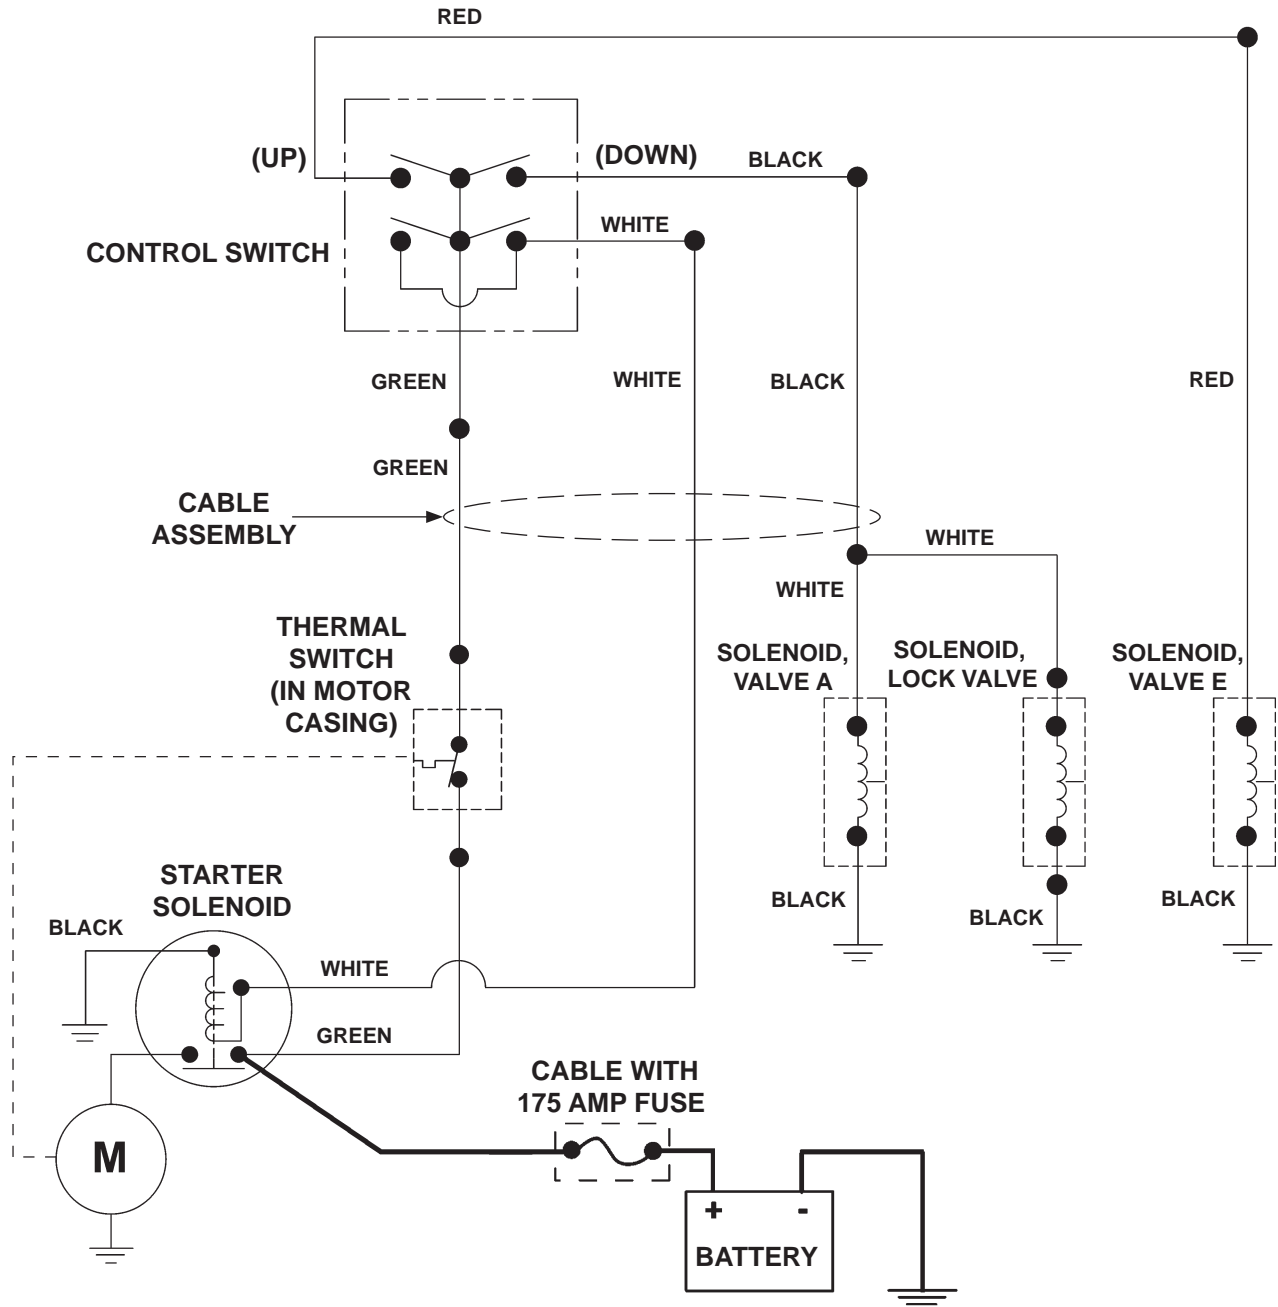 RED
(UP)
(DOWN)
BLACK
WHITE
CONTROL SWITCH
GREEN
WHITE
BLACK
RED
GREEN
CABLE
ASSEMBLY
WHITE
WHITE
THERMAL
SWITCH
(IN MOTOR
CASING)
SOLENOID,
VALVE A
SOLENOID,
LOCK VALVE
SOLENOID,
VALVE E
STARTER
SOLENOID
BLACK
BLACK
BLACK
BLACK
WHITE
GREEN
CABLE WITH
175 AMP FUSE
M
+ -
BATTERY